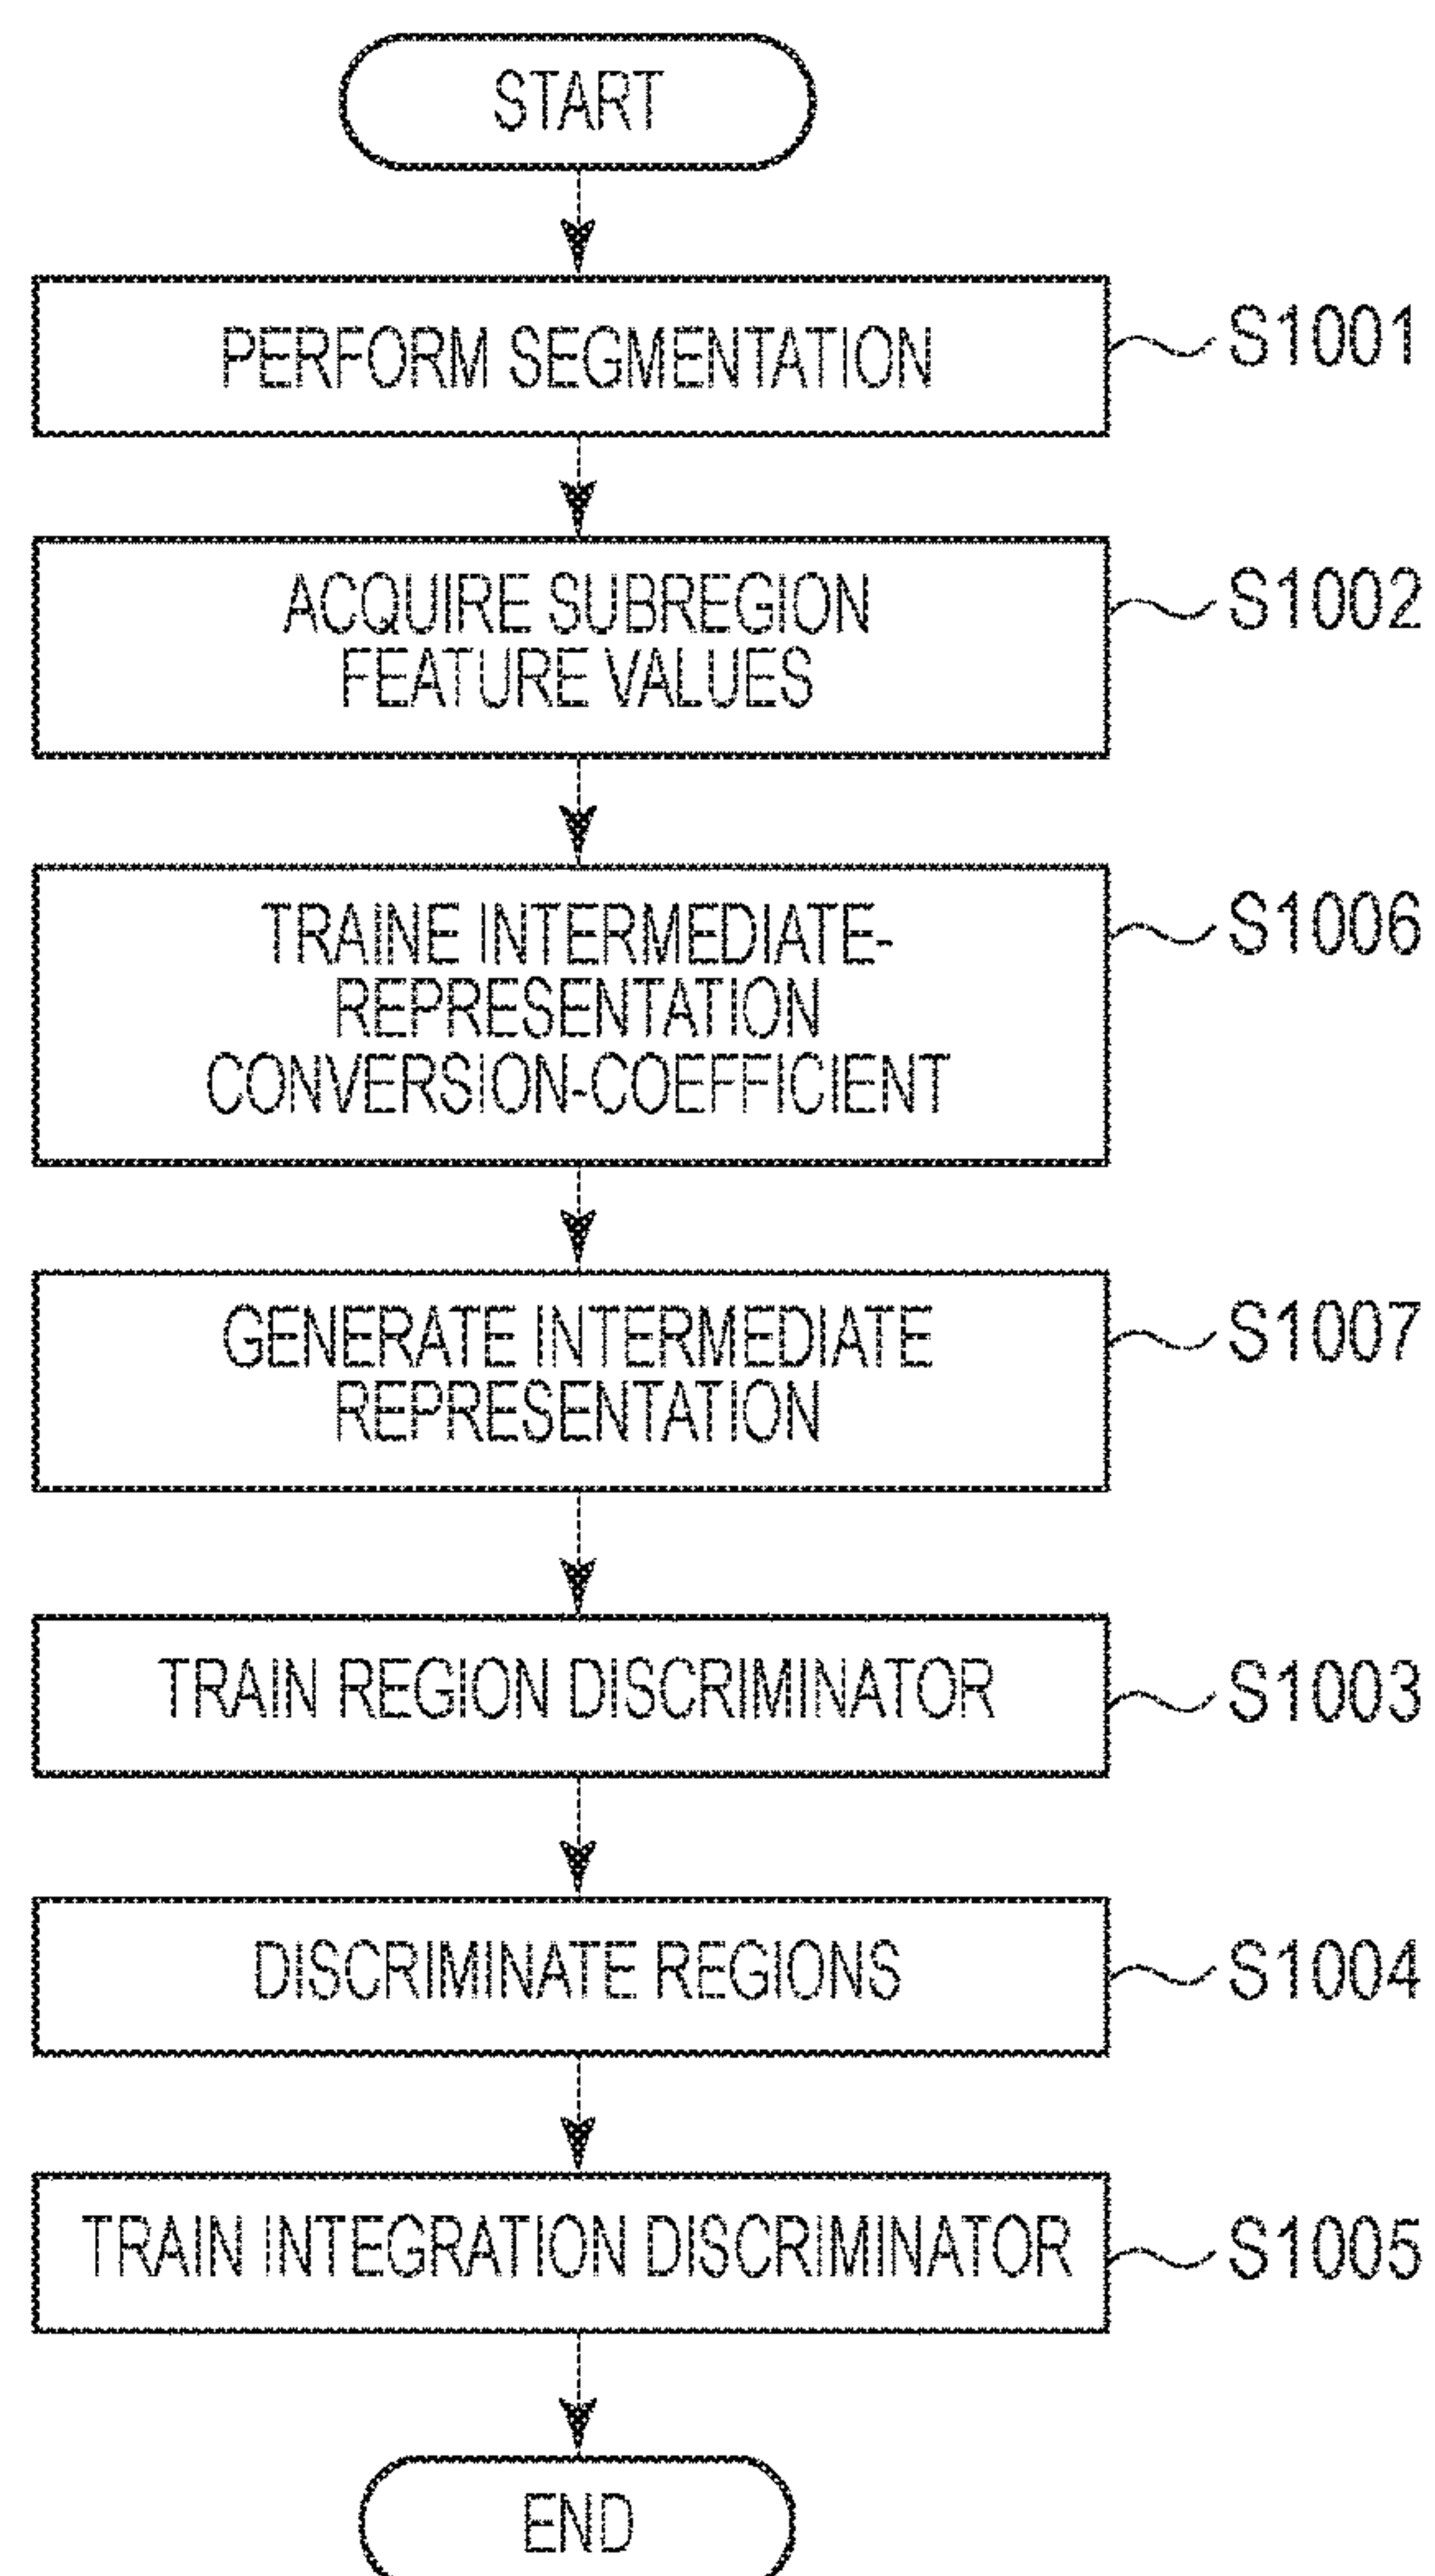 START
PERFORM SEGMENTATION
S1001
ACQUIRE SUBREGION
FEATURE VALUES
S1002
TRAINE INTERMEDIATE-
REPRESENTATION
CONVERSION-COEFFICIENT
S1006
GENERATE INTERMEDIATE
REPRESENTATION
S1007
TRAIN REGION DISCRIMINATOR
S1003
DISCRIMINATE REGIONS
S1004
TRAIN INTEGRATION DISCRIMINATOR
S1005
END